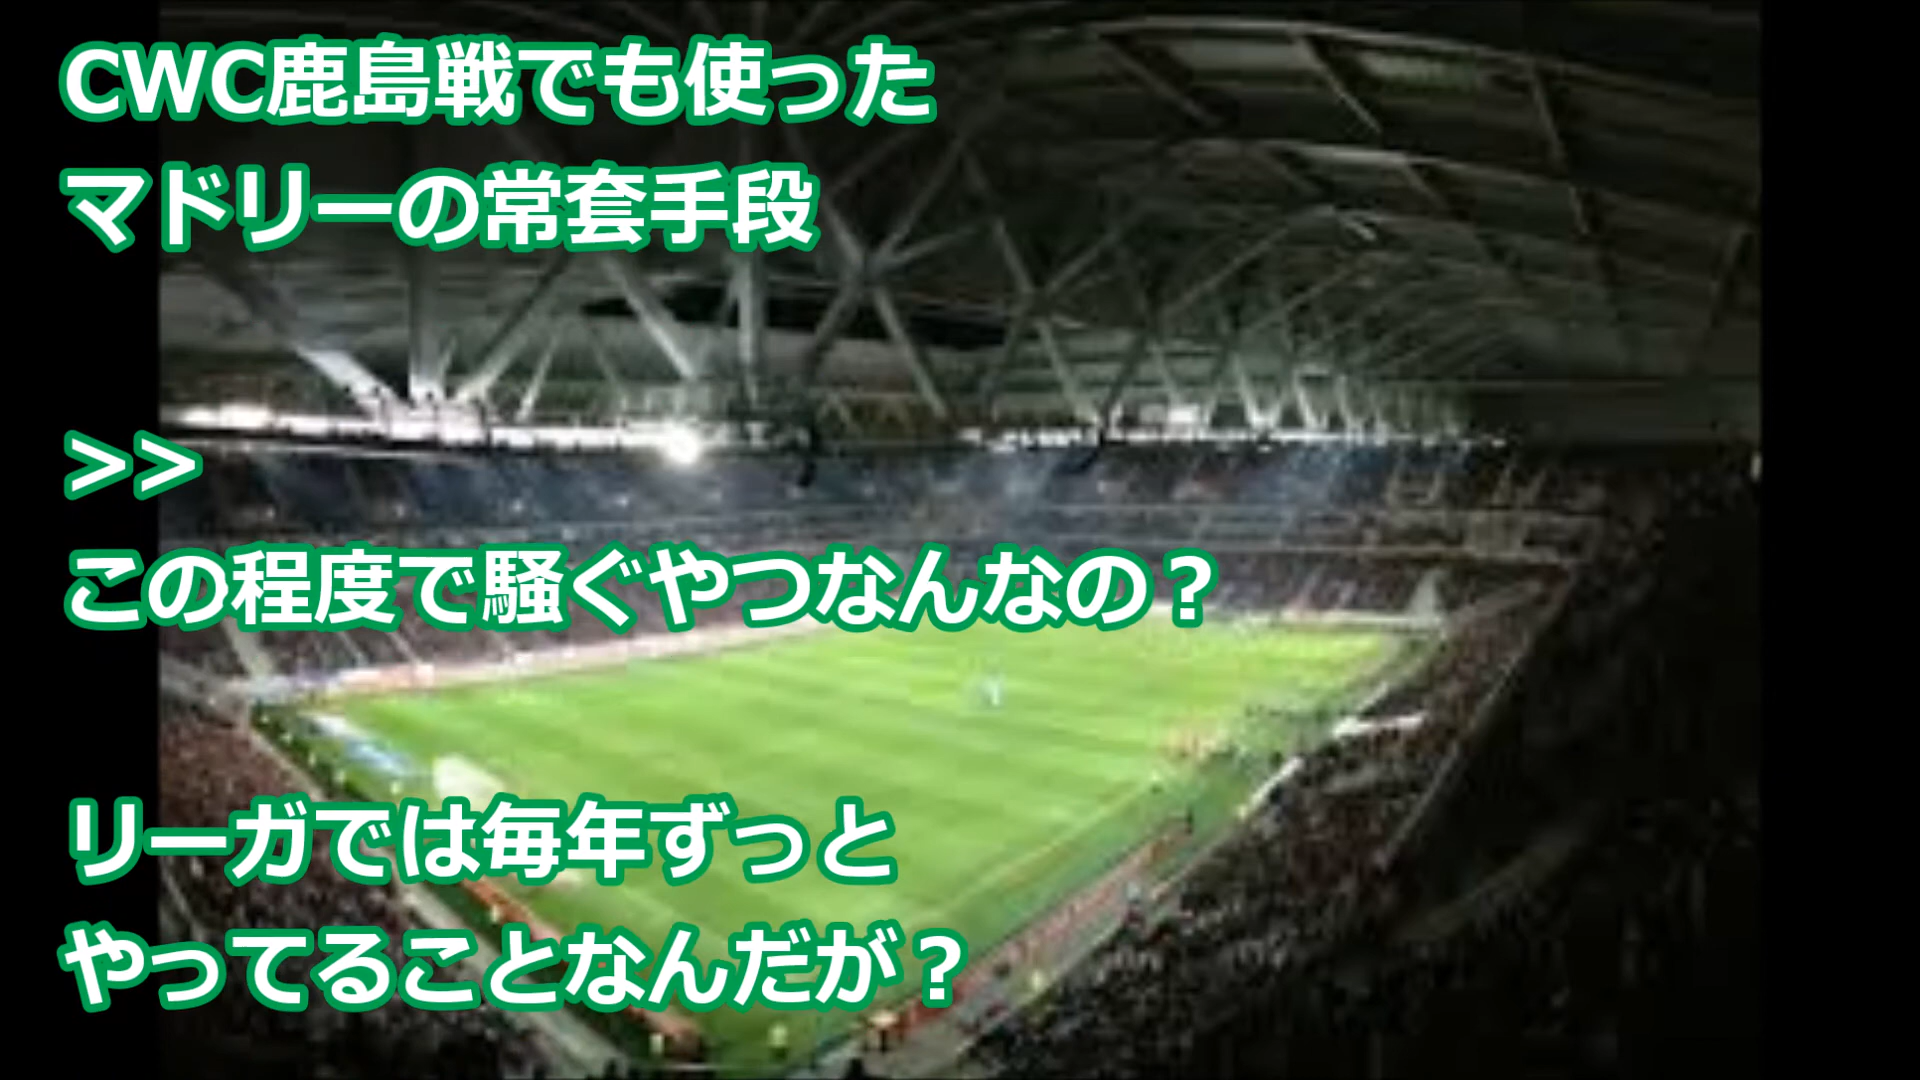 CWC鹿島戦でも使った
マドリーの常套手段
>>
この程度で騒ぐやつなんなの？
リーガでは毎年ずっと
やってることなんだが？